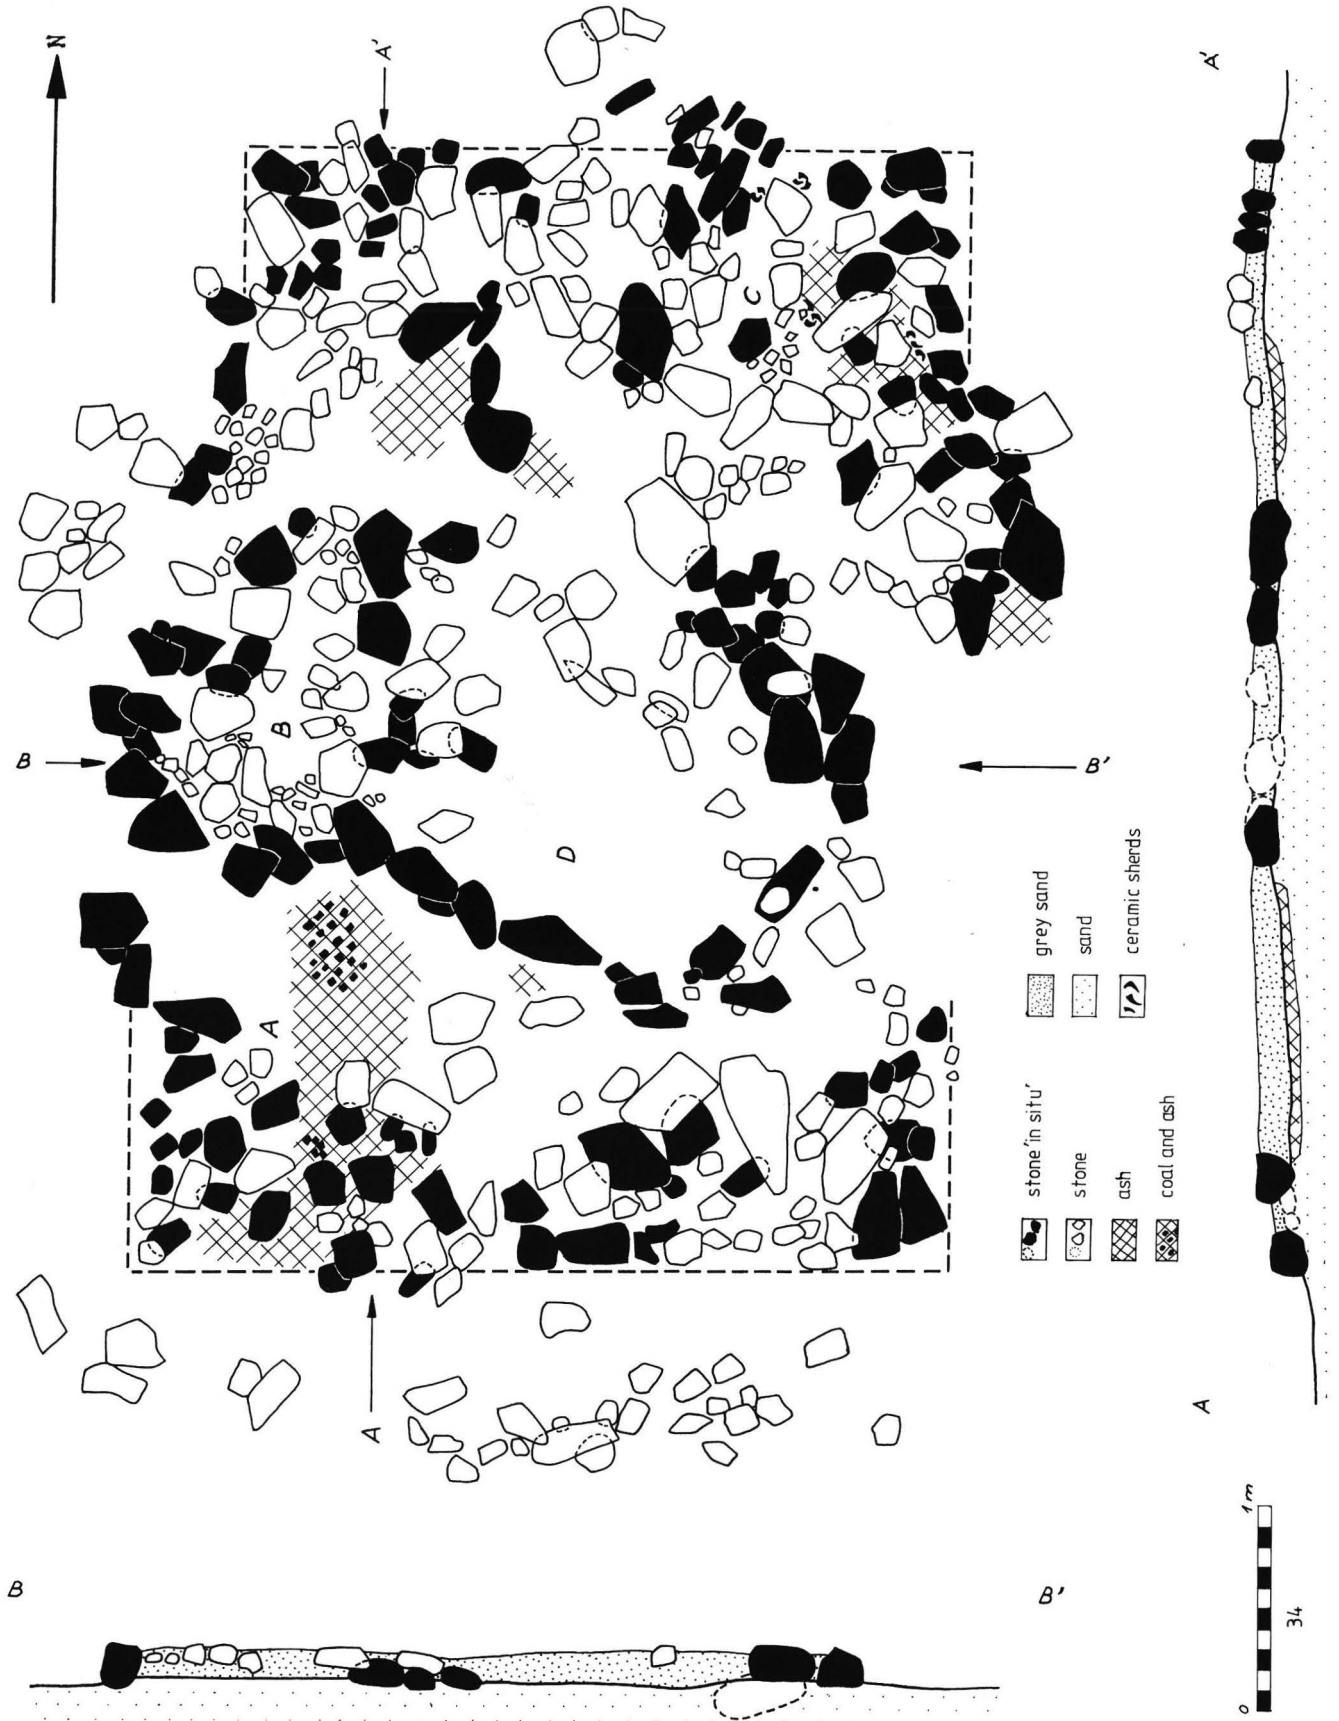 N
A'
A'
C
B
B
B'
D
A
grey sand
sand
ceramic sherds
stone 'in situ'
stone
ash
coal and ash
A
A
B
B'
0
1m
34